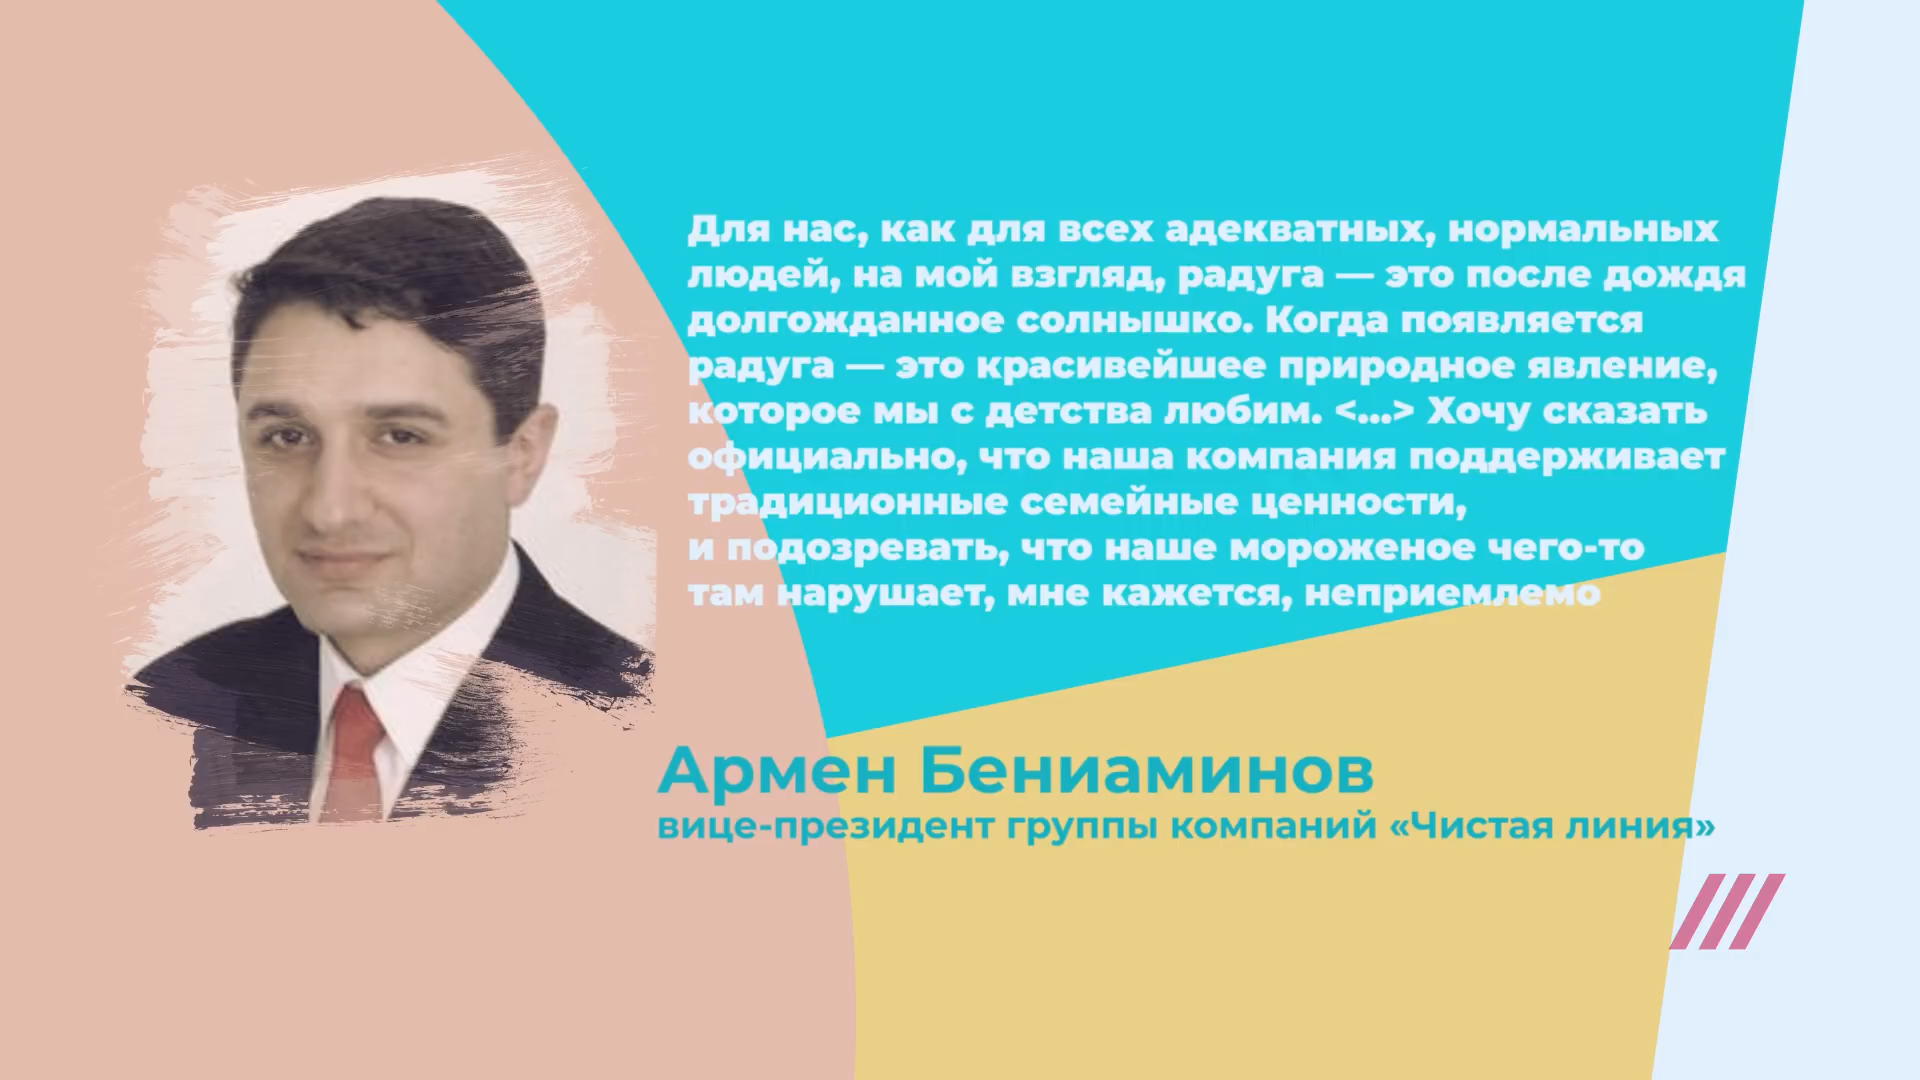 Для нас, как для всех адекватных, нормальных
людей, на мой взгляд, радуга — это после дождя
долгожданное солнышко. Когда появляется
радуга — это красивейшее природное явление,
которое мы с детства любим. <...> Хочу сказать
официально, что наша компания поддерживает
традиционные семейные ценности,
и подозревать, что наше мороженое чего-то
там нарушает, мне кажется, неприемлемо
Армен Бениаминов
вице-президент группы компаний «Чистая линия»